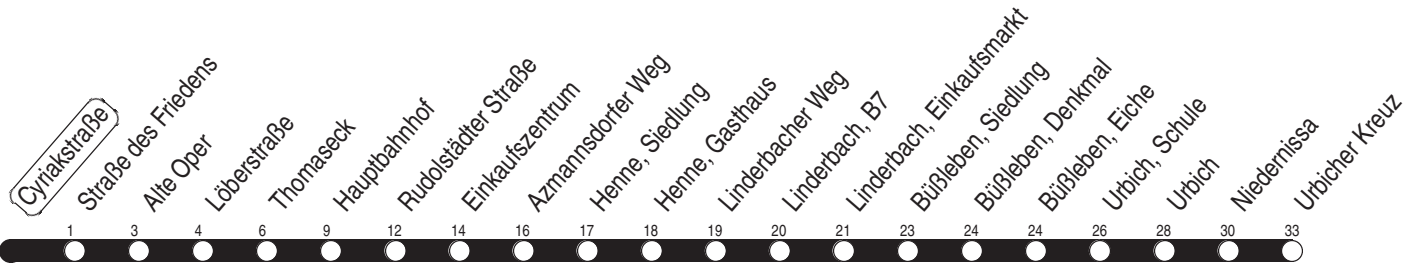 Cyriakstraße
Straße des Friedens
Alte Oper
Löberstraße
Thomaseck
Hauptbahnhof
Rudolstädter Straße
Einkaufszentrum
Azmannsdorfer Weg
Henne, Siedlung
Henne, Gasthaus
Linderbacher Weg
Linderbach, B7
Linderbach, Einkaufsmarkt
Büßleben, Siedlung
Büßleben, Denkmal
Büßleben, Eiche
Urbich, Schule
Urbich
Niedernissa
Urbicher Kreuz
1 3 4 6 9 12 14 16 17 18 19 20 21 23 24 24 26 28 30 33